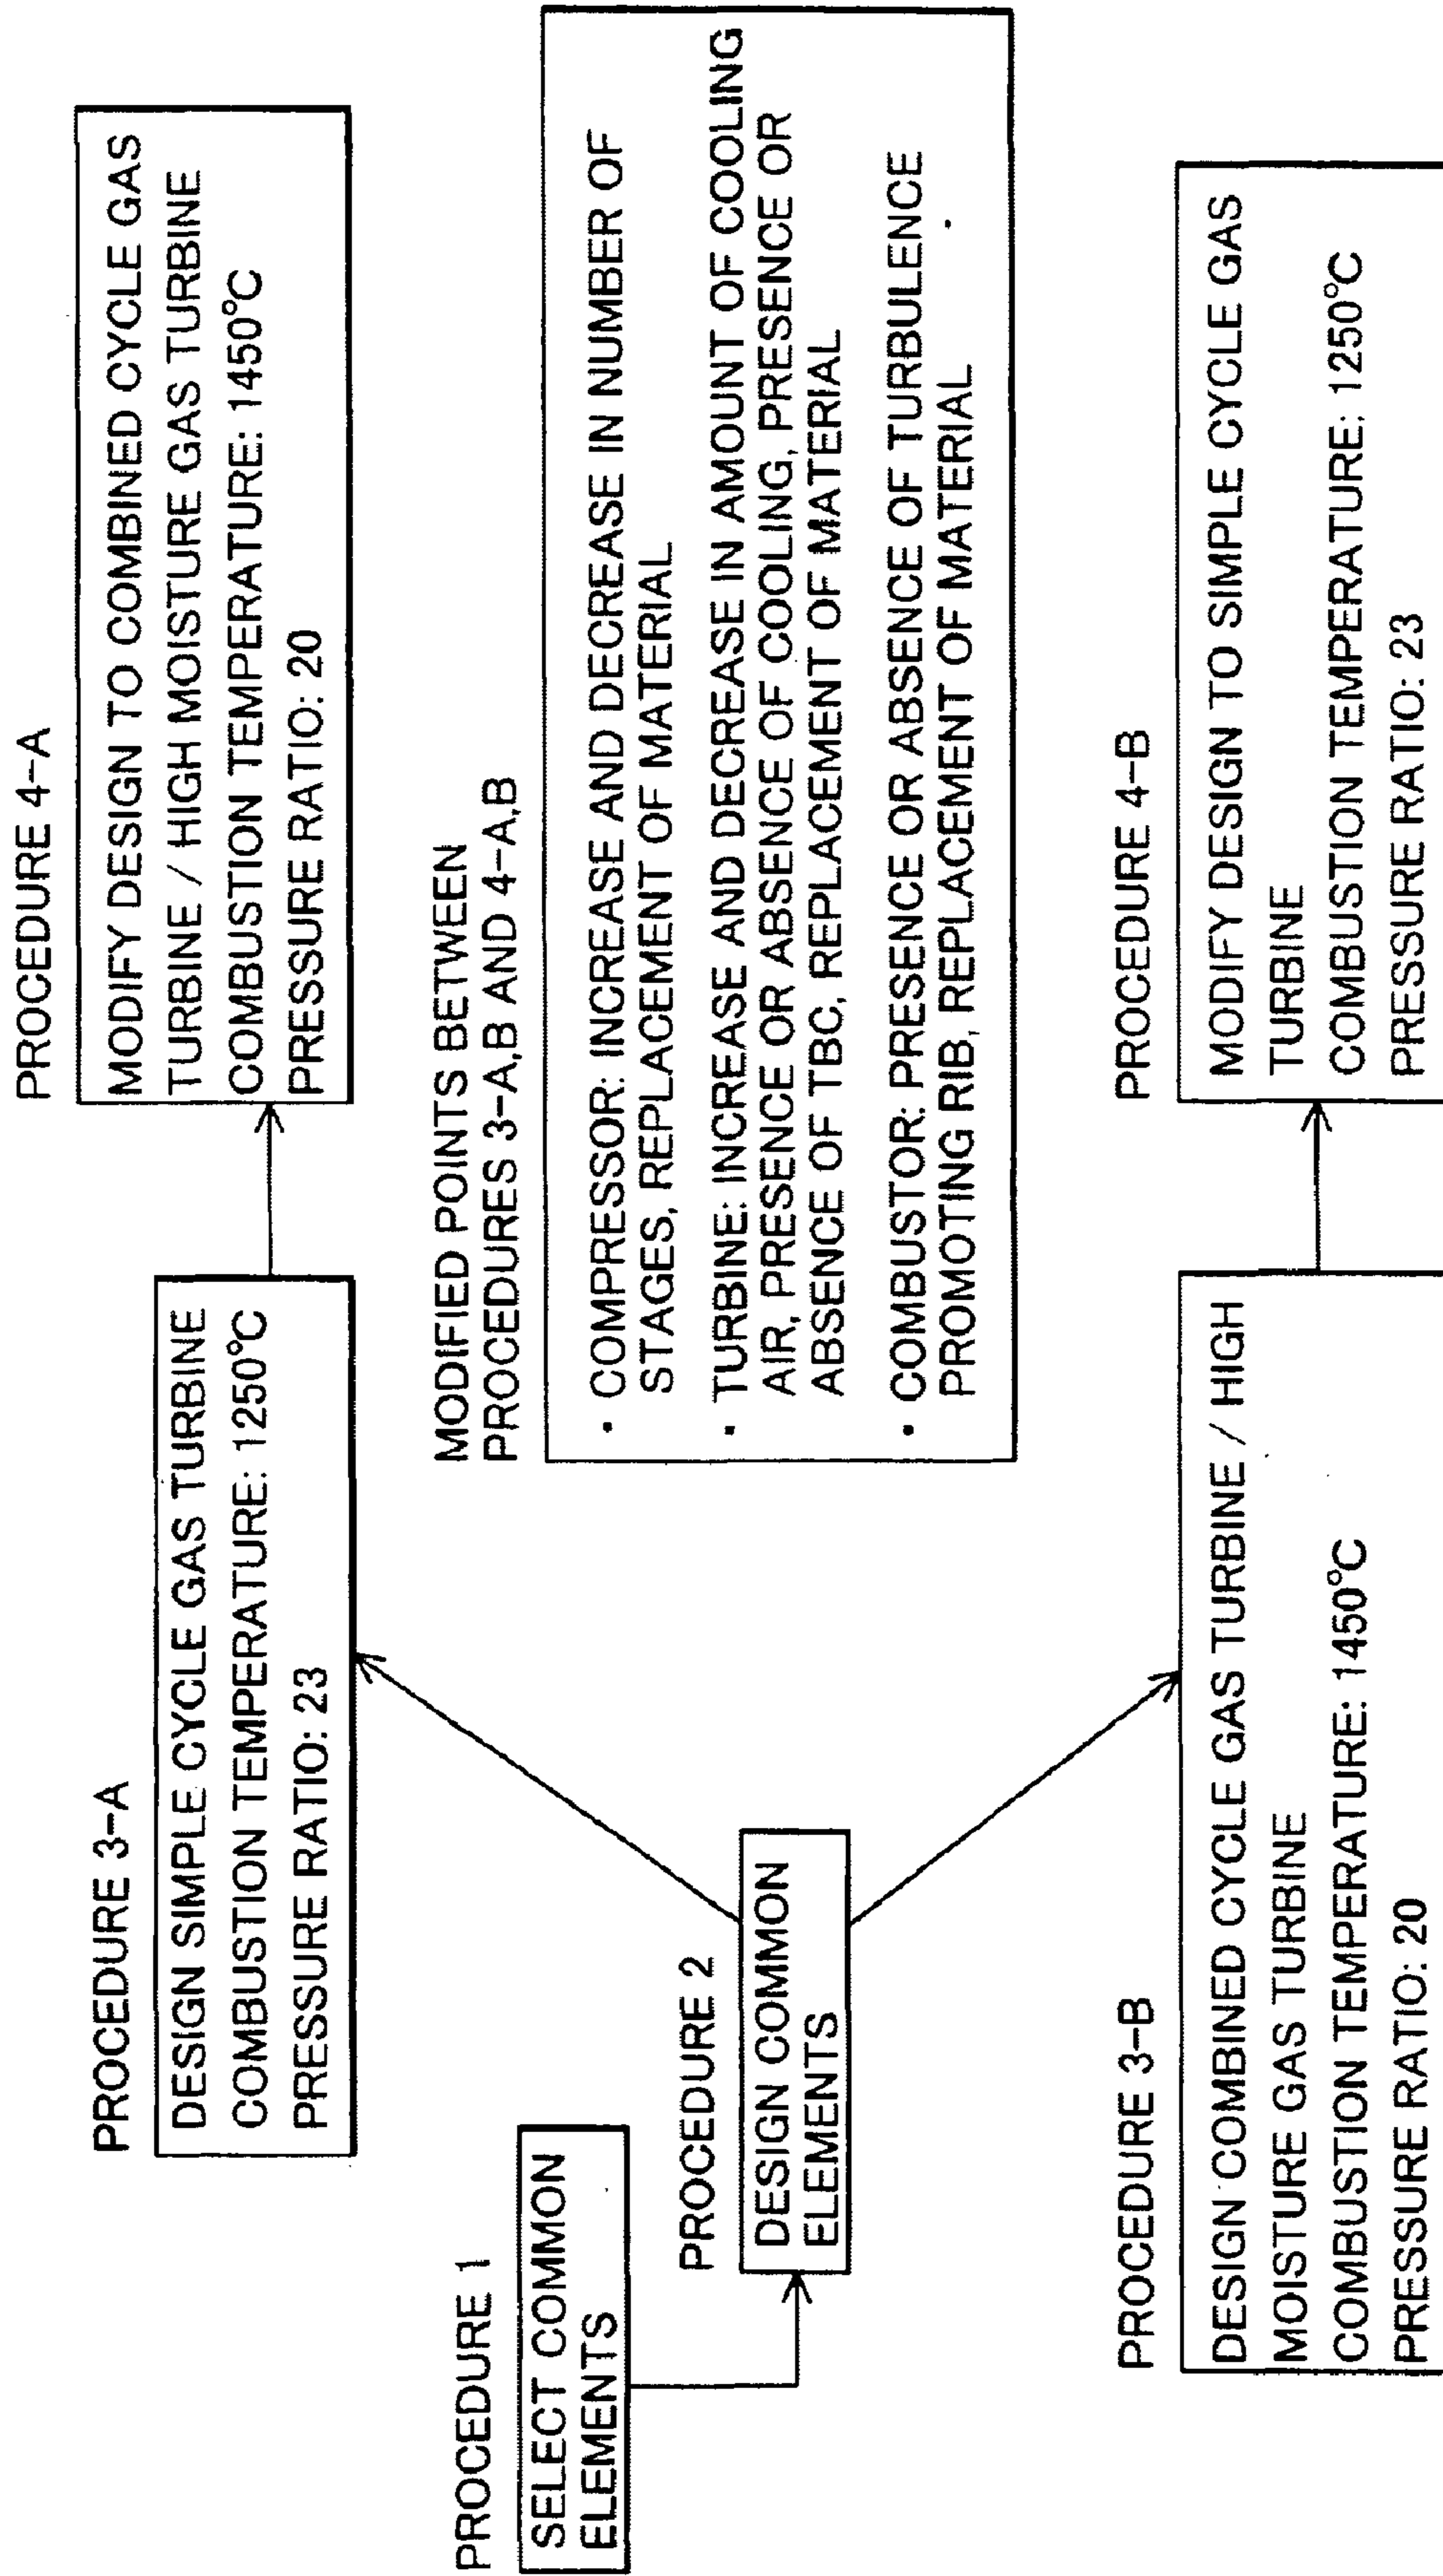 PROCEDURE 1
SELECT COMMON
ELEMENTS
PROCEDURE 2
DESIGN COMMON
ELEMENTS
PROCEDURE 3-A
DESIGN SIMPLE CYCLE GAS TURBINE
COMBUSTION TEMPERATURE: 1250°C
PRESSURE RATIO: 23
PROCEDURE 4-A
MODIFY DESIGN TO COMBINED CYCLE GAS
TURBINE / HIGH MOISTURE GAS TURBINE
COMBUSTION TEMPERATURE: 1450°C
PRESSURE RATIO: 20
MODIFIED POINTS BETWEEN
PROCEDURES 3-A,B AND 4-A,B
· COMPRESSOR: INCREASE AND DECREASE IN NUMBER OF
STAGES, REPLACEMENT OF MATERIAL
· TURBINE: INCREASE AND DECREASE IN AMOUNT OF COOLING
AIR, PRESENCE OR ABSENCE OF COOLING, PRESENCE OR
ABSENCE OF TBC, REPLACEMENT OF MATERIAL
· COMBUSTOR: PRESENCE OR ABSENCE OF TURBULENCE
PROMOTING RIB, REPLACEMENT OF MATERIAL
PROCEDURE 3-B
DESIGN COMBINED CYCLE GAS TURBINE / HIGH
MOISTURE GAS TURBINE
COMBUSTION TEMPERATURE: 1450°C
PRESSURE RATIO: 20
PROCEDURE 4-B
MODIFY DESIGN TO SIMPLE CYCLE GAS
TURBINE
COMBUSTION TEMPERATURE: 1250°C
PRESSURE RATIO: 23